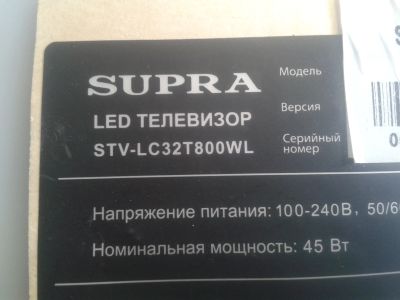 SUPRA
LED ТЕЛЕВИЗОР
STV-LC32T800WL
Модель
Версия
Серийный
номер
Напряжение питания: 100-240В, 50/6
Номинальная мощность: 45 Вт